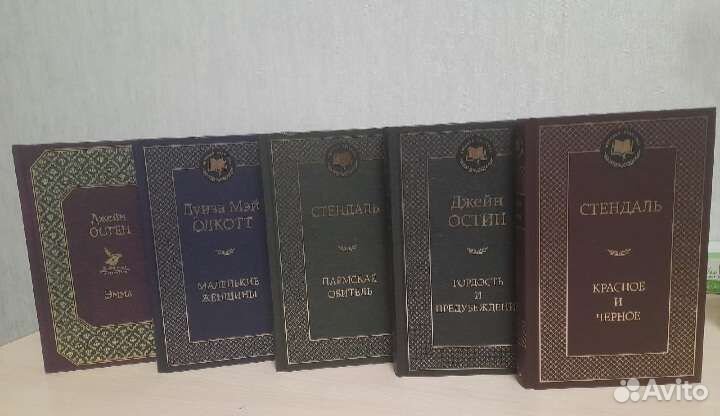 Джейн
ОСТЕН
Эмма
Луиза Мэй
ОЛКОТТ
МАЛЕНЬКИЕ
ЖЕНЩИНЫ
СТЕНДАЛЬ
ПАРМСКАЯ
ОБИТЕЛЬ
Джейн
ОСТИН
ГОРДОСТЬ
И
ПРЕДУБЕЖДЕНИЕ
СТЕНДАЛЬ
КРАСНОЕ
И
ЧЕРНОЕ
Avito